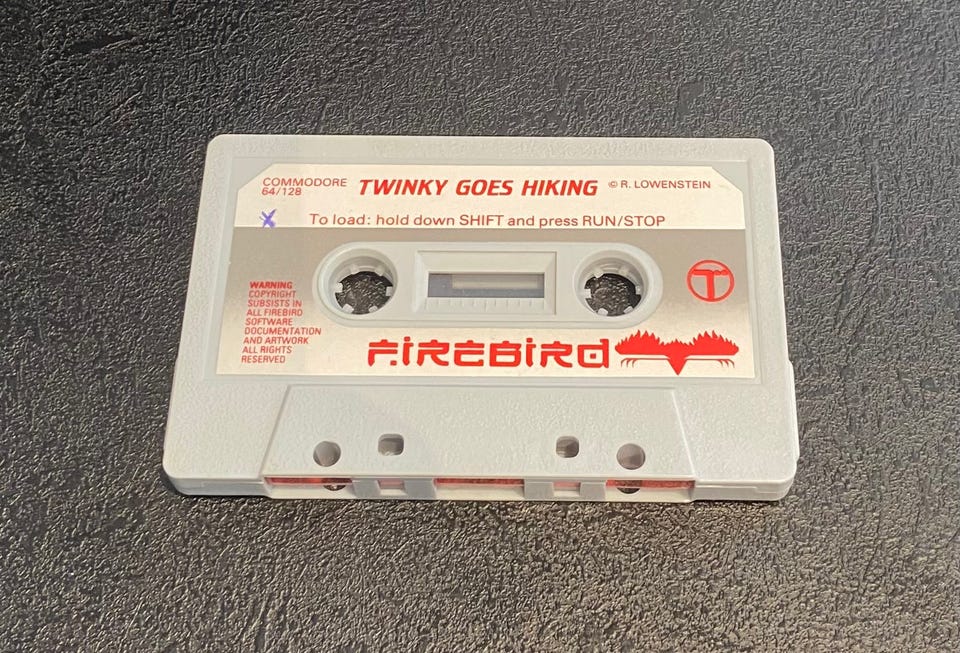 COMMODORE 64/128
TWINKY GOES HIKING
© R. LOWENSTEIN
X
To load: hold down SHIFT and press RUN/STOP
T
WARNING
COPYRIGHT
SUBSISTS IN
ALL FIREBIRD
SOFTWARE
DOCUMENTATION
AND ARTWORK
ALL RIGHTS
RESERVED
FIREBIRD